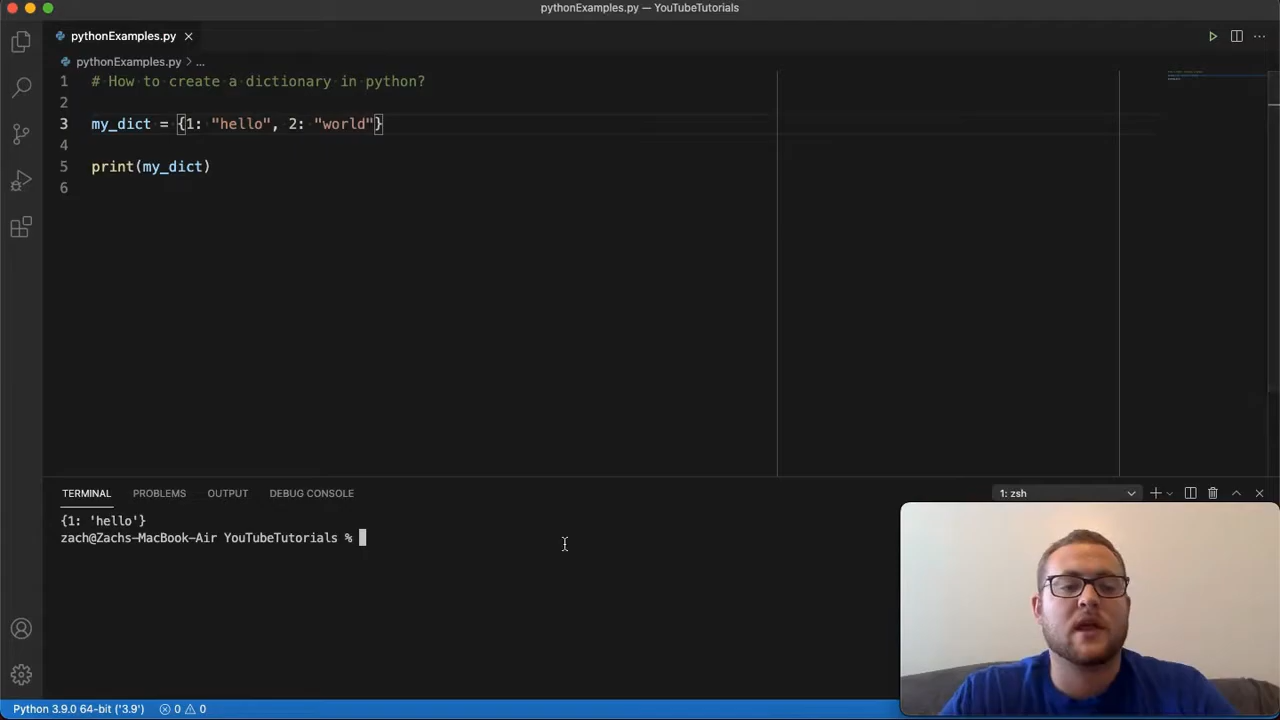 pythonExamples.py — YouTubeTutorials
pythonExamples.py
pythonExamples.py > ...
1 # How to create a dictionary in python?
2
3 my_dict = {1: "hello", 2: "world"}
4
5 print(my_dict)
6
TERMINAL PROBLEMS OUTPUT DEBUG CONSOLE 1: zsh
{1: 'hello'}
zach@Zachs-MacBook-Air YouTubeTutorials %
Python 3.9.0 64-bit ('3.9') 0 0